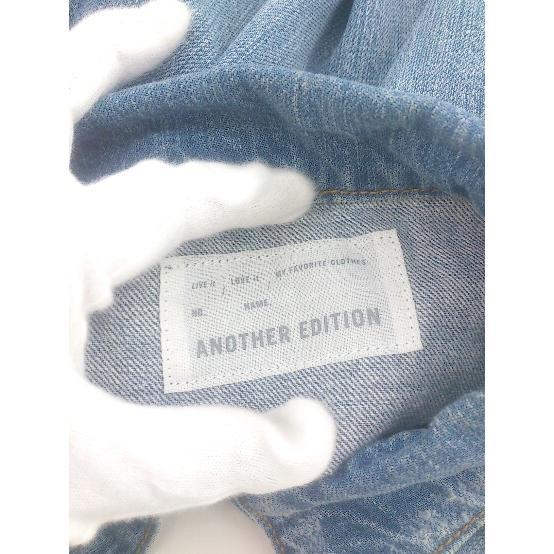 LIVE it / LOVE it / MY FAVORITE CLOTHES
NO. NAME.
ANOTHER EDITION